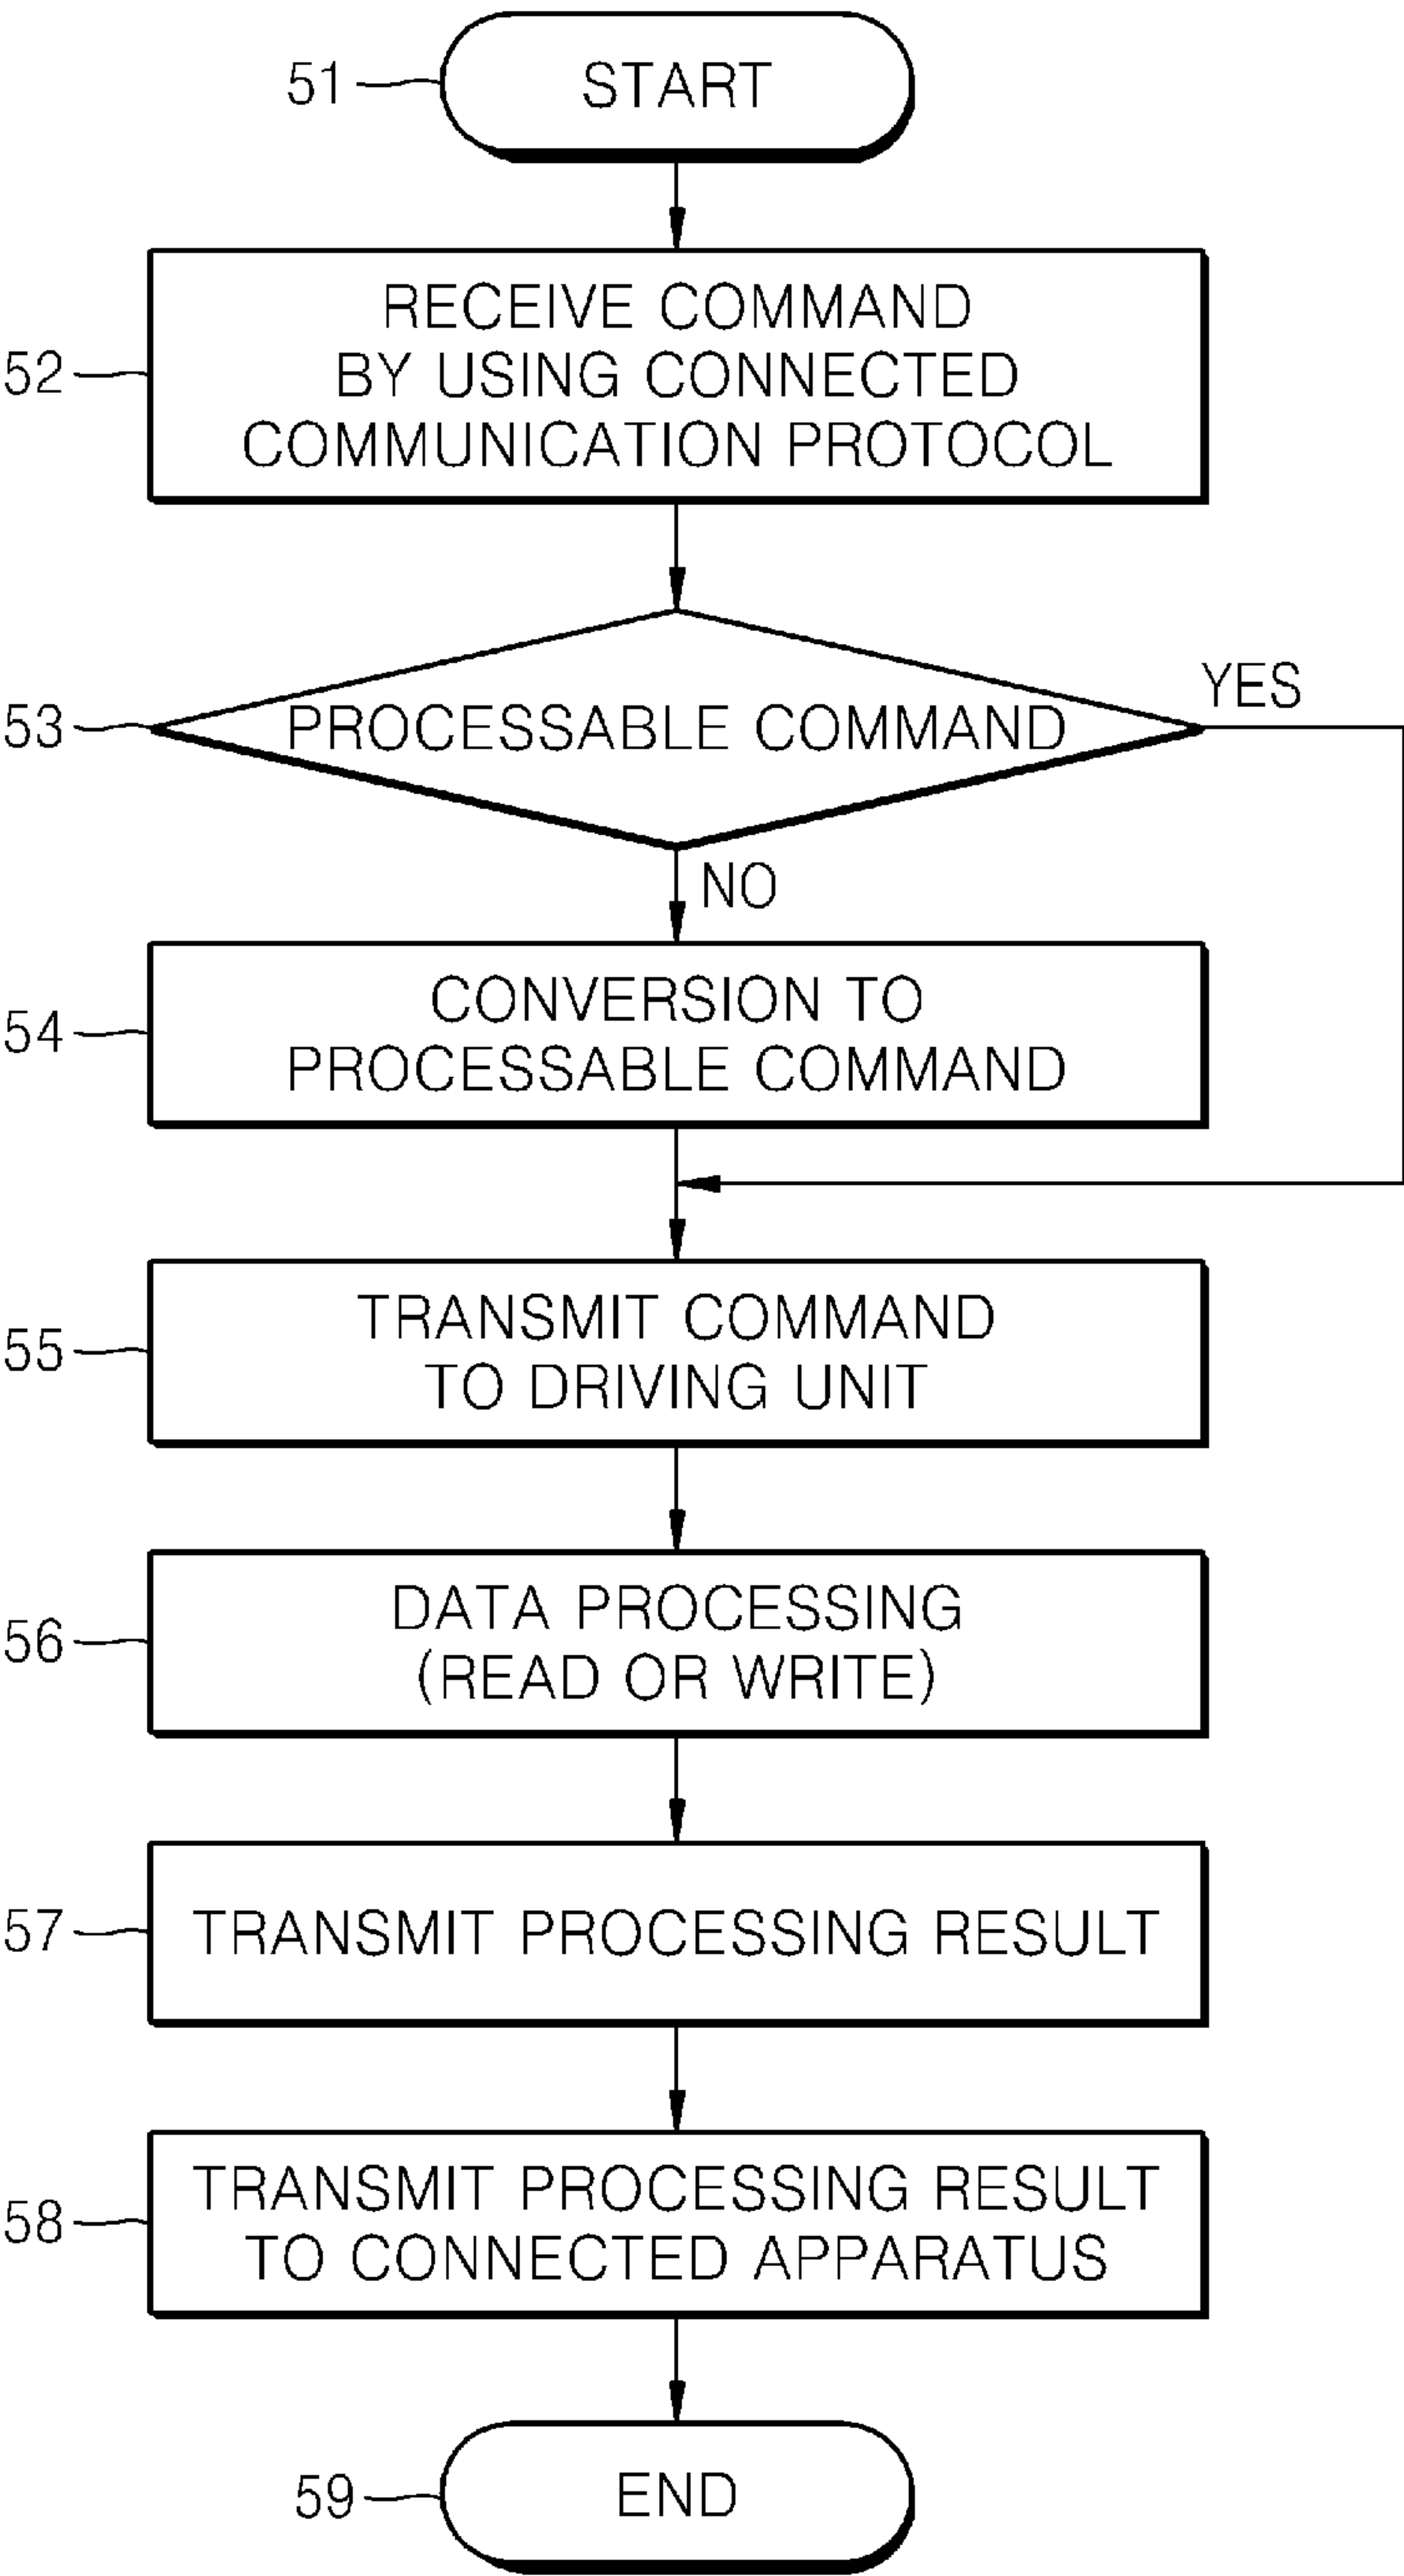 51
START
52
RECEIVE COMMAND
BY USING CONNECTED
COMMUNICATION PROTOCOL
53
PROCESSABLE COMMAND
YES
NO
54
CONVERSION TO
PROCESSABLE COMMAND
55
TRANSMIT COMMAND
TO DRIVING UNIT
56
DATA PROCESSING
(READ OR WRITE)
57
TRANSMIT PROCESSING RESULT
58
TRANSMIT PROCESSING RESULT
TO CONNECTED APPARATUS
59
END